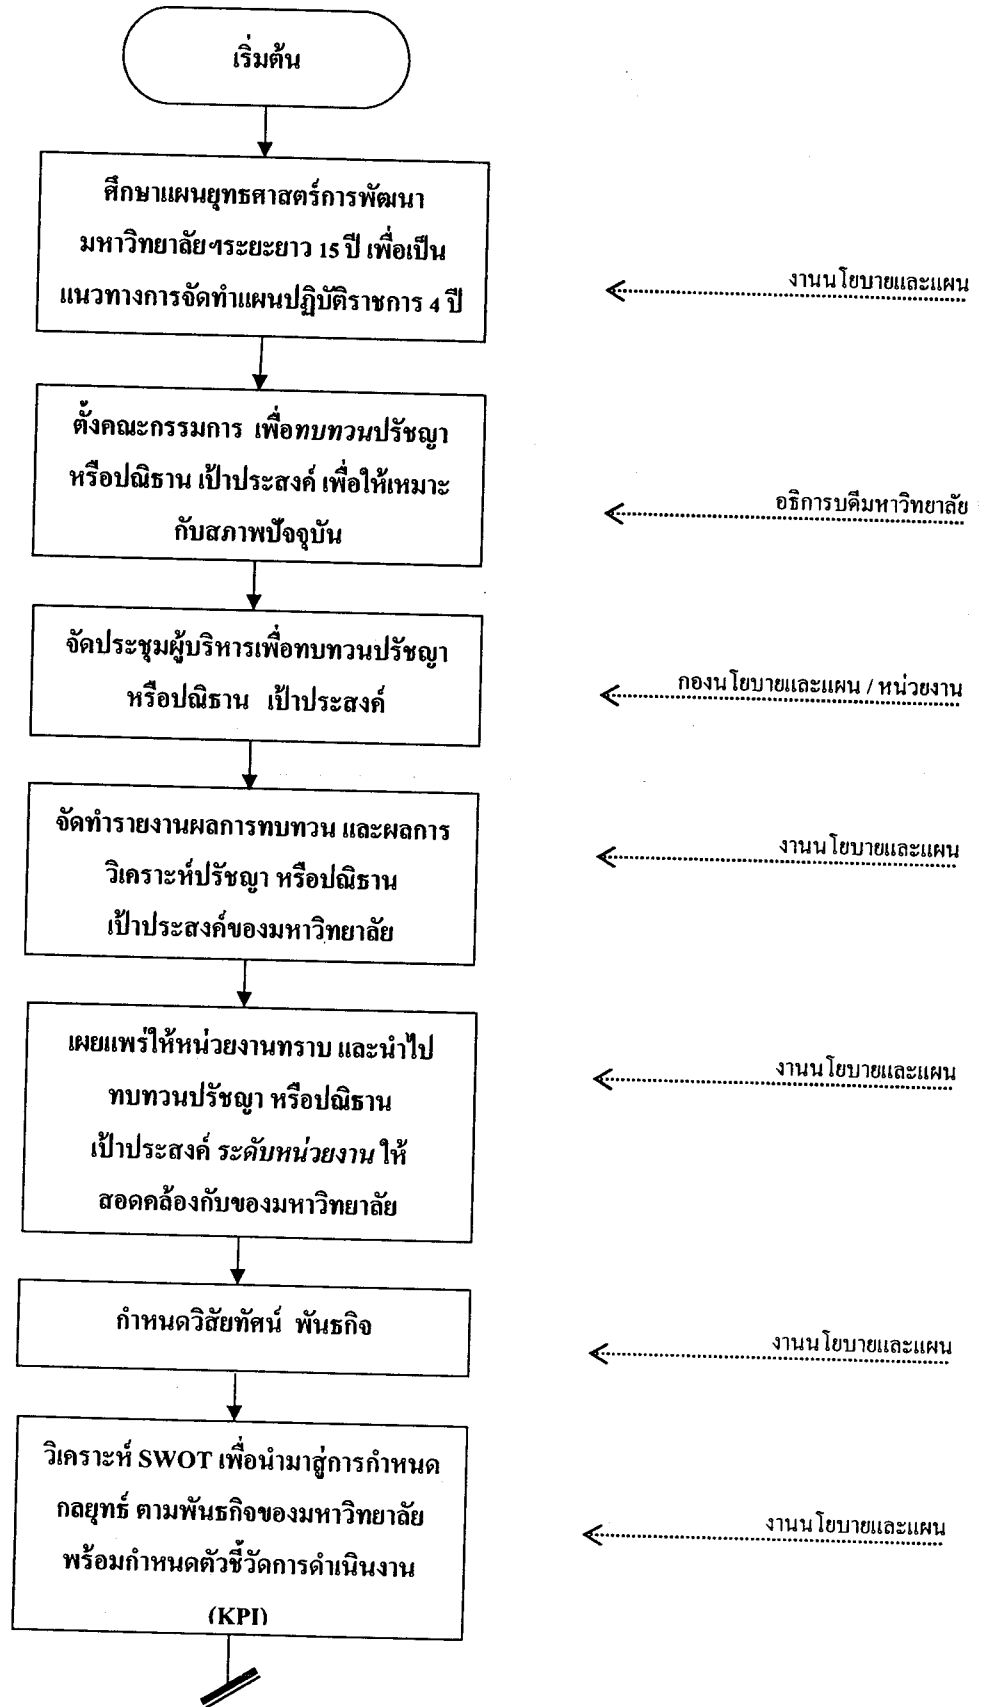 เริ่มต้น
ศึกษาแผนยุทธศาสตร์การพัฒนา
มหาวิทยาลัยฯระยะยาว 15 ปี เพื่อเป็น
แนวทางการจัดทำแผนปฏิบัติราชการ 4 ปี
งานนโยบายและแผน
ตั้งคณะกรรมการ เพื่อทบทวนปรัชญา
หรือปณิธาน เป้าประสงค์ เพื่อให้เหมาะ
กับสภาพปัจจุบัน
อธิการบดีมหาวิทยาลัย
จัดประชุมผู้บริหารเพื่อทบทวนปรัชญา
หรือปณิธาน เป้าประสงค์
กองนโยบายและแผน / หน่วยงาน
จัดทำรายงานผลการทบทวน และผลการ
วิเคราะห์ปรัชญา หรือปณิธาน
เป้าประสงค์ของมหาวิทยาลัย
งานนโยบายและแผน
เผยแพร่ให้หน่วยงานทราบ และนำไป
ทบทวนปรัชญา หรือปณิธาน
เป้าประสงค์ ระดับหน่วยงาน ให้
สอดคล้องกับของมหาวิทยาลัย
งานนโยบายและแผน
กำหนดวิสัยทัศน์ พันธกิจ
งานนโยบายและแผน
วิเคราะห์ SWOT เพื่อนำมาสู่การกำหนด
กลยุทธ์ ตามพันธกิจของมหาวิทยาลัย
พร้อมกำหนดตัวชี้วัดการดำเนินงาน
(KPI)
งานนโยบายและแผน